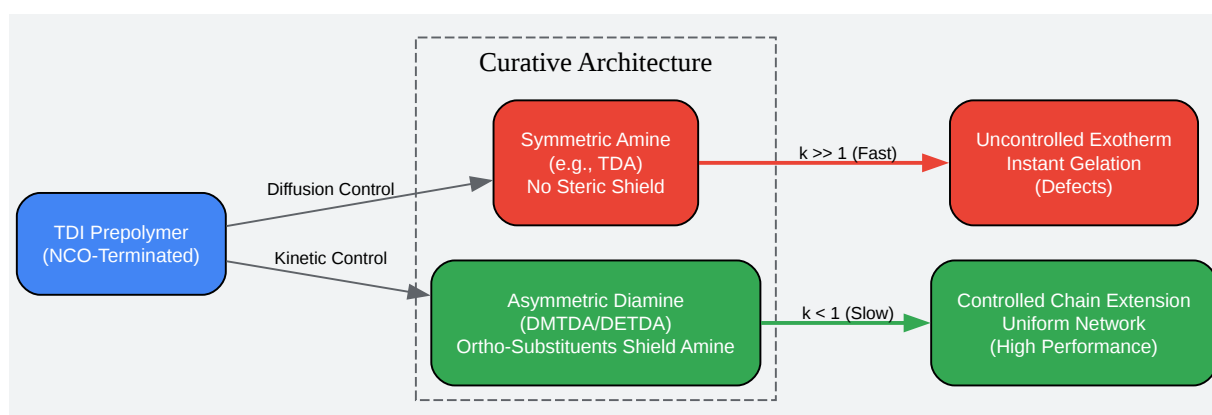 Curative Architecture
TDI Prepolymer
(NCO-Terminated)
Diffusion Control
Kinetic Control
Symmetric Amine
(e.g., TDA)
No Steric Shield
k >> 1 (Fast)
Uncontrolled Exotherm
Instant Gelation
(Defects)
Asymmetric Diamine
(DMTDA/DETDA)
Ortho-Substituents Shield Amine
k < 1 (Slow)
Controlled Chain Extension
Uniform Network
(High Performance)